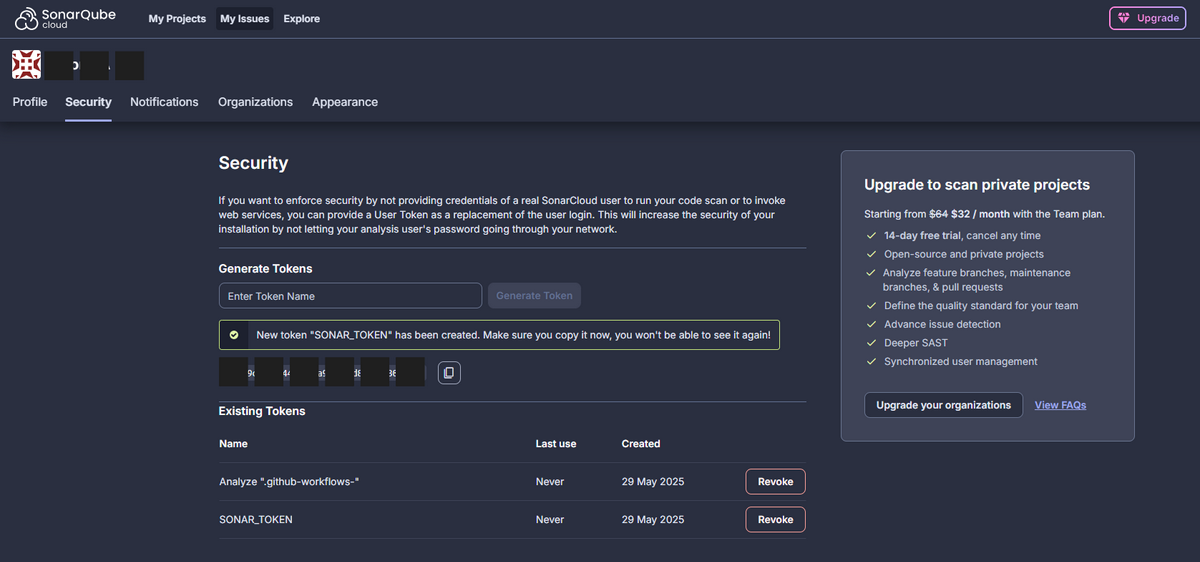 SonarQube
cloud
My Projects
My Issues
Explore
Upgrade
Profile
Security
Notifications
Organizations
Appearance
Security
If you want to enforce security by not providing credentials of a real SonarCloud user to run your code scan or to invoke
web services, you can provide a User Token as a replacement of the user login. This will increase the security of your
installation by not letting your analysis user's password going through your network.
Generate Tokens
Enter Token Name
Generate Token
New token "SONAR_TOKEN" has been created. Make sure you copy it now, you won't be able to see it again!
Existing Tokens
Name Last use Created
Analyze ".github-workflows-" Never 29 May 2025 Revoke
SONAR_TOKEN Never 29 May 2025 Revoke
Upgrade to scan private projects
Starting from $64 $32 / month with the Team plan.
14-day free trial, cancel any time
Open-source and private projects
Analyze feature branches, maintenance
branches, & pull requests
Define the quality standard for your team
Advance issue detection
Deeper SAST
Synchronized user management
Upgrade your organizations
View FAQs